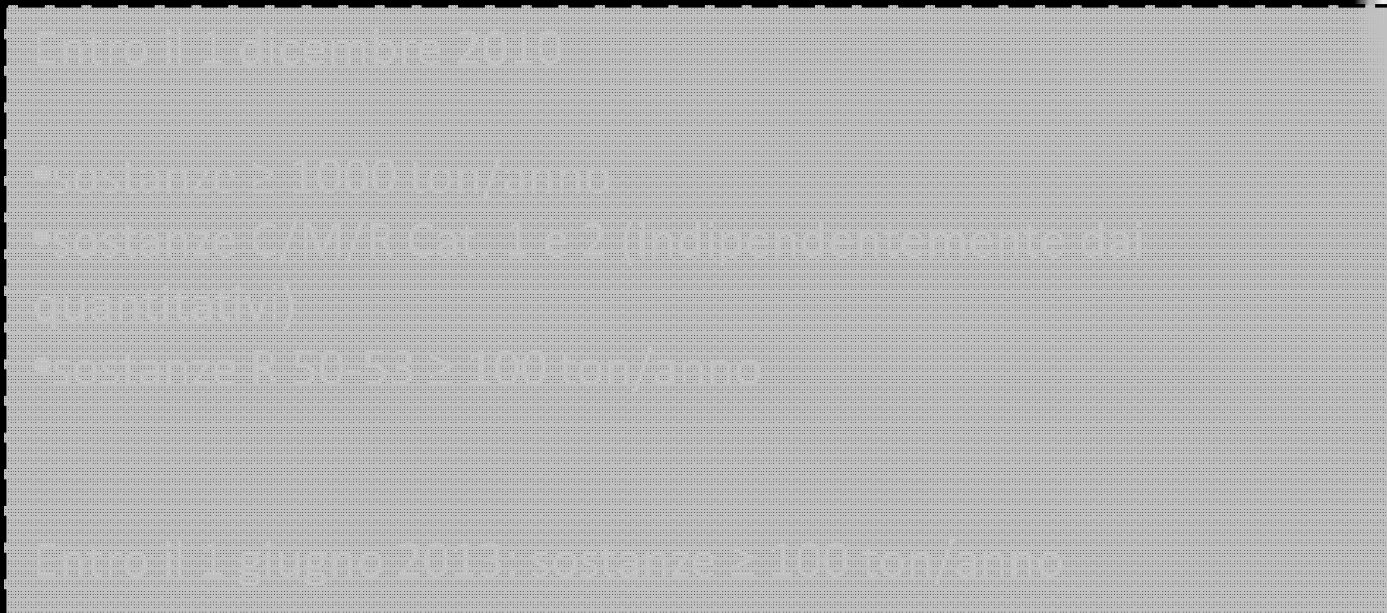 Entro il 1 dicembre 2010
•sostanze > 1000 ton/anno
•sostanze C/M/R Cat. 1 e 2 (indipendentemente dai
quantitativi)
•sostanze R 50-53 > 100 ton/anno
Entro il 1 giugno 2013: sostanze > 100 ton/anno